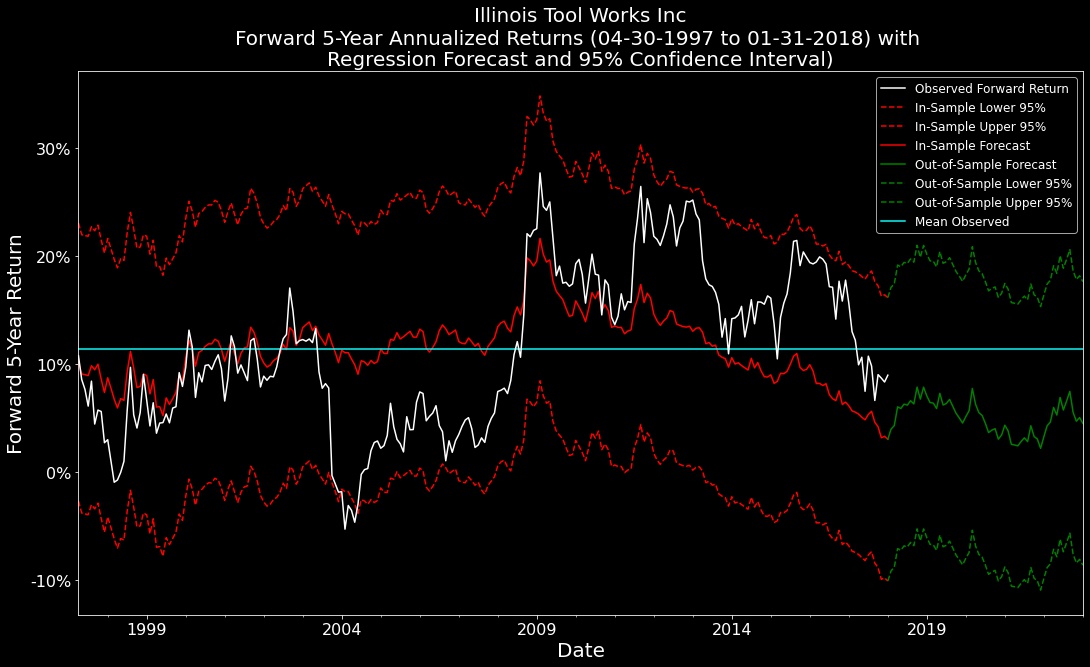 Illinois Tool Works Inc
Forward 5-Year Annualized Returns (04-30-1997 to 01-31-2018) with
Regression Forecast and 95% Confidence Interval)
Observed Forward Return
In-Sample Lower 95%
In-Sample Upper 95%
In-Sample Forecast
Out-of-Sample Forecast
Out-of-Sample Lower 95%
Out-of-Sample Upper 95%
Mean Observed
Forward 5-Year Return
30%
20%
10%
0%
-10%
1999
2004
2009
2014
2019
Date